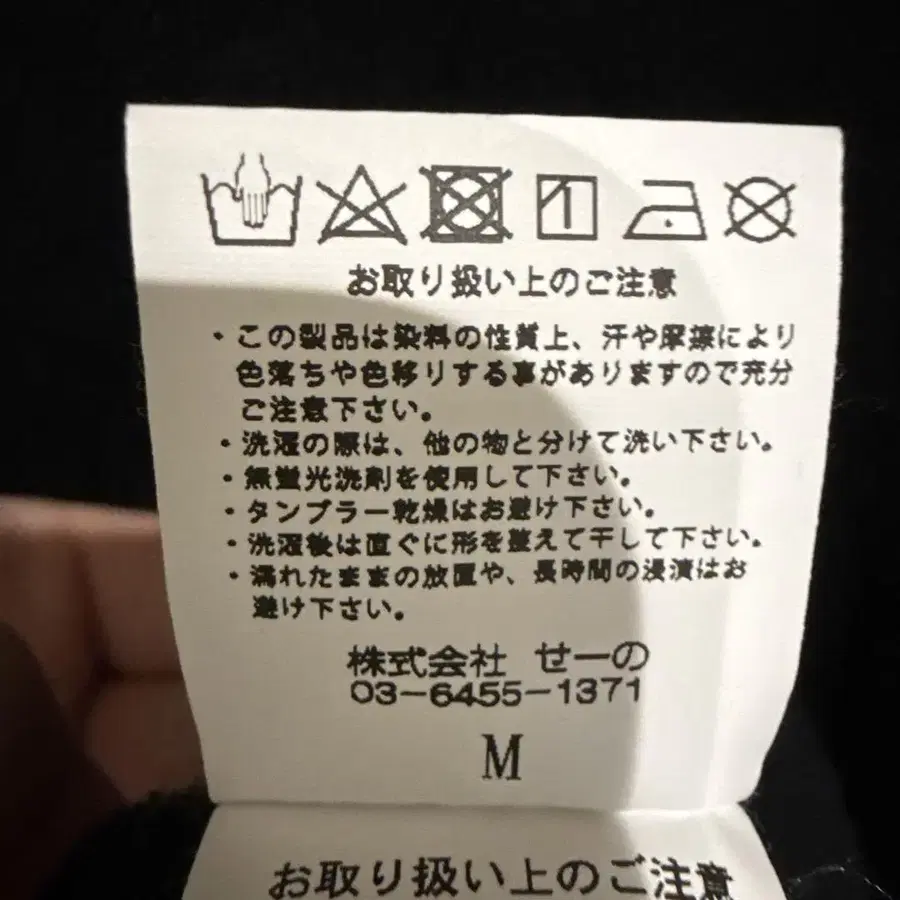 お取り扱い上のご注意
・この製品は染料の性質上、汗や摩擦により
色落ちや色移りする事がありますので充分
ご注意下さい。
・洗濯の際は、他の物と分けて洗い下さい。
・無蛍光洗剤を使用して下さい。
・タンブラー乾燥はお避け下さい。
・洗濯後は直ぐに形を整えて干して下さい。
・濡れたままの放置や、長時間の浸漬はお
避け下さい。
株式会社 せーの
03-6455-1371
M
お取り扱い上のご注意